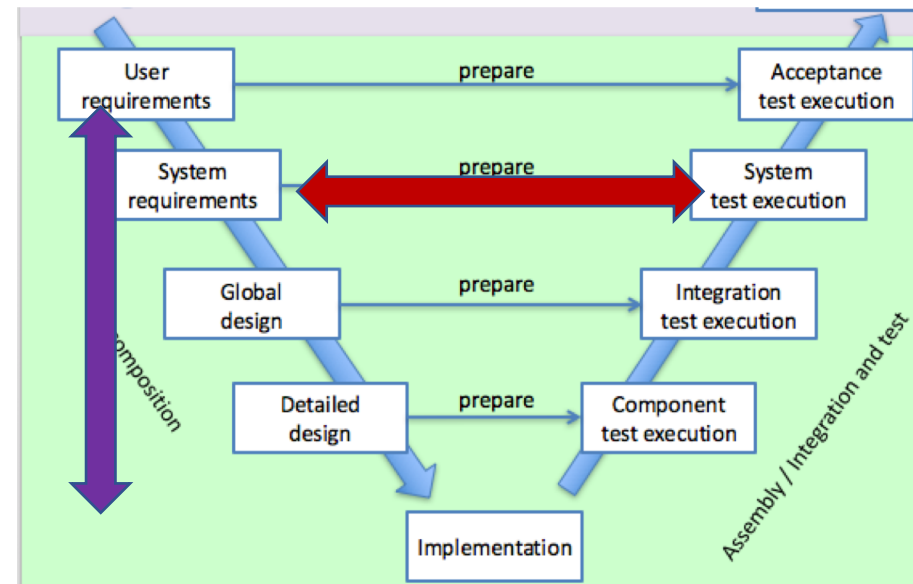 User
requirements
prepare
Acceptance
test execution
System
requirements
prepare
System
test execution
Global
design
prepare
Integration
test execution
omposition
Detailed
design
prepare
Component
test execution
Assembly / Integration and test
Implementation